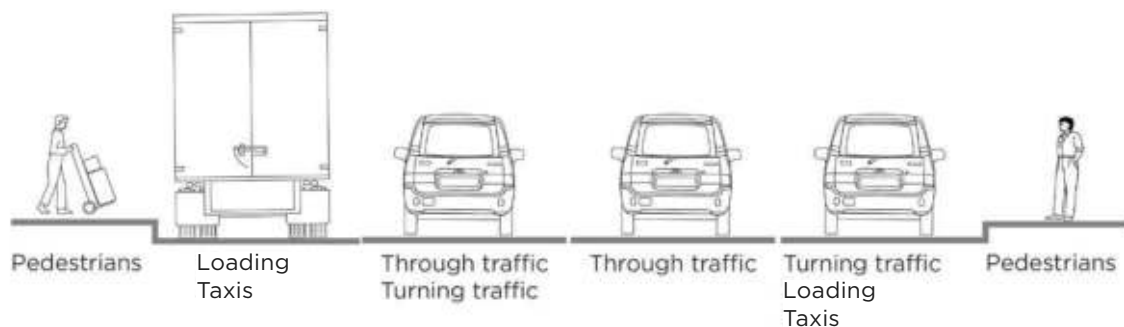 Pedestrians
Loading
Taxis
Through traffic
Turning traffic
Through traffic
Turning traffic
Loading
Taxis
Pedestrians